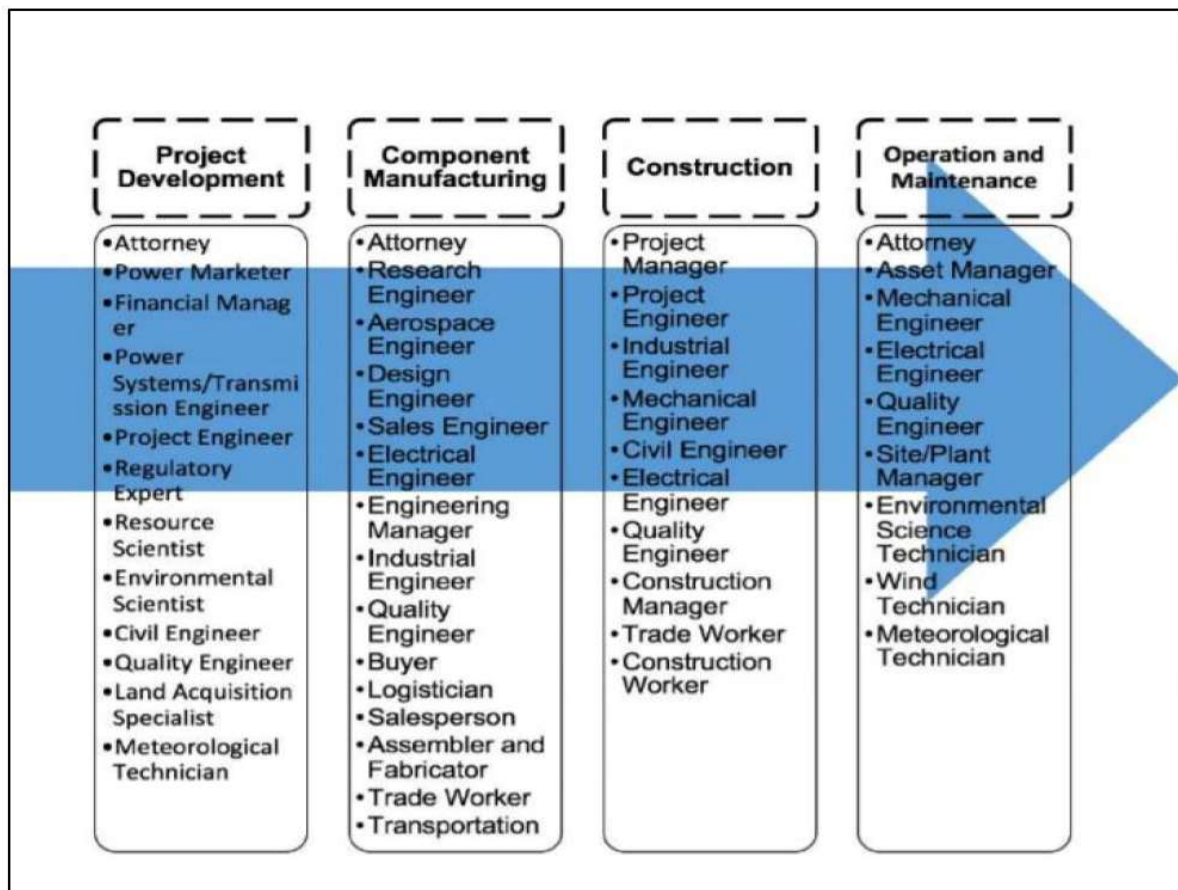 Project
Development
•Attorney
•Power Marketer
•Financial Manag
er
•Power
Systems/Transmi
ssion Engineer
•Project Engineer
•Regulatory
Expert
•Resource
Scientist
•Environmental
Scientist
•Civil Engineer
•Quality Engineer
•Land Acquisition
Specialist
•Meteorological
Technician
Component
Manufacturing
•Attorney
•Research
Engineer
•Aerospace
Engineer
•Design
Engineer
•Sales Engineer
•Electrical
Engineer
•Engineering
Manager
•Industrial
Engineer
•Quality
Engineer
•Buyer
•Logistician
•Salesperson
•Assembler and
Fabricator
•Trade Worker
•Transportation
Construction
•Project
Manager
•Project
Engineer
•Industrial
Engineer
•Mechanical
Engineer
•Civil Engineer
•Electrical
Engineer
•Quality
Engineer
•Construction
Manager
•Trade Worker
•Construction
Worker
Operation and
Maintenance
•Attorney
•Asset Manager
•Mechanical
Engineer
•Electrical
Engineer
•Quality
Engineer
•Site/Plant
Manager
•Environmental
Science
Technician
•Wind
Technician
•Meteorological
Technician